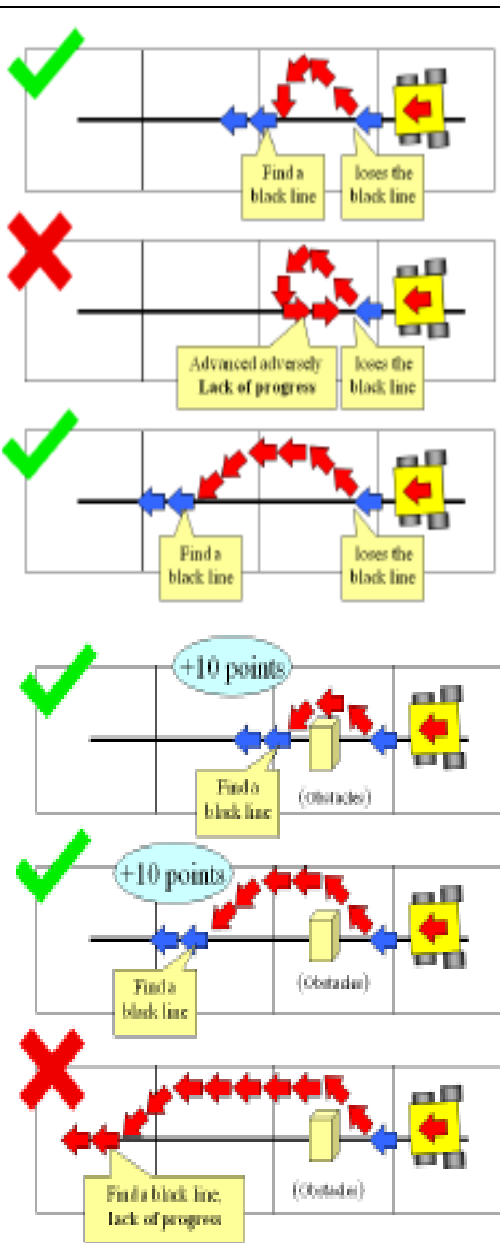 Find a
black line
loses the
black line
Advanced adversely
Lack of progress
loses the
black line
Find a
black line
loses the
black line
+10 points
Find a
black line
(Obstacles)
+10 points
Find a
black line
(Obstacles)
Find a black line,
lack of progress
(Obstacles)